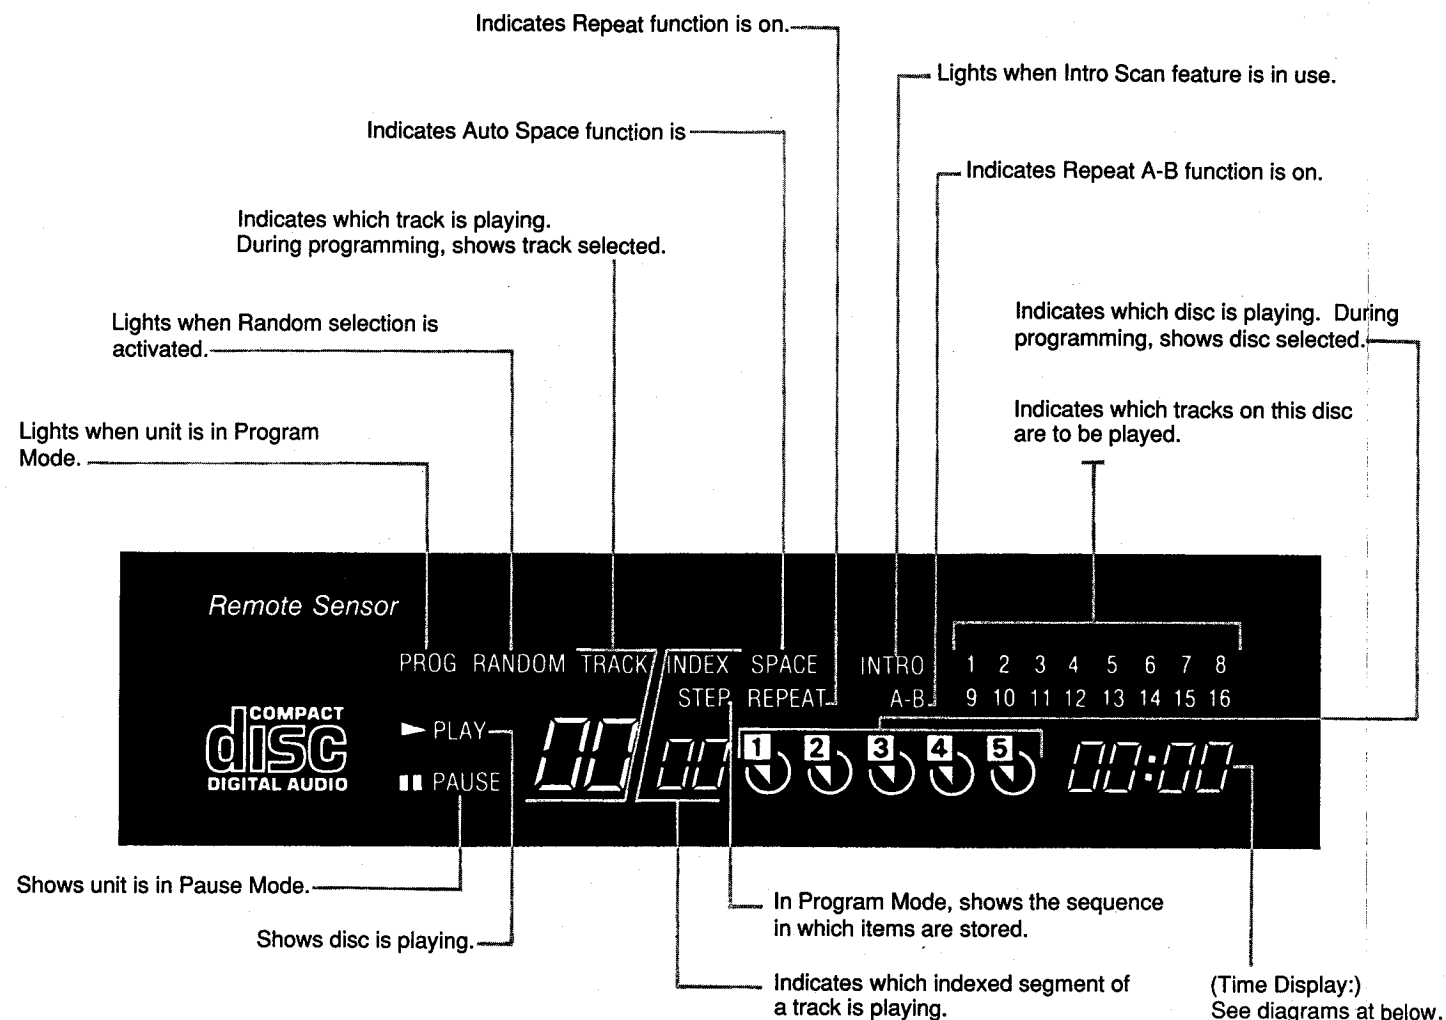 Indicates Repeat function is on.
Lights when Intro Scan feature is in use.
Indicates Auto Space function is
Indicates Repeat A-B function is on.
Indicates which track is playing.
During programming, shows track selected.
Indicates which disc is playing. During
programming, shows disc selected.
Lights when Random selection is
activated.
Indicates which tracks on this disc
are to be played.
Lights when unit is in Program
Mode.
Remote Sensor
PROG RANDOM TRACK INDEX SPACE INTRO 1 2 3 4 5 6 7 8
STEP REPEAT A-B 9 10 11 12 13 14 15 16
COMPACT
disc
DIGITAL AUDIO
► PLAY
▮▮ PAUSE
00 00 1 2 3 4 5 00:00
Shows unit is in Pause Mode.
Shows disc is playing.
In Program Mode, shows the sequence
in which items are stored.
Indicates which indexed segment of
a track is playing.
(Time Display:)
See diagrams at below.